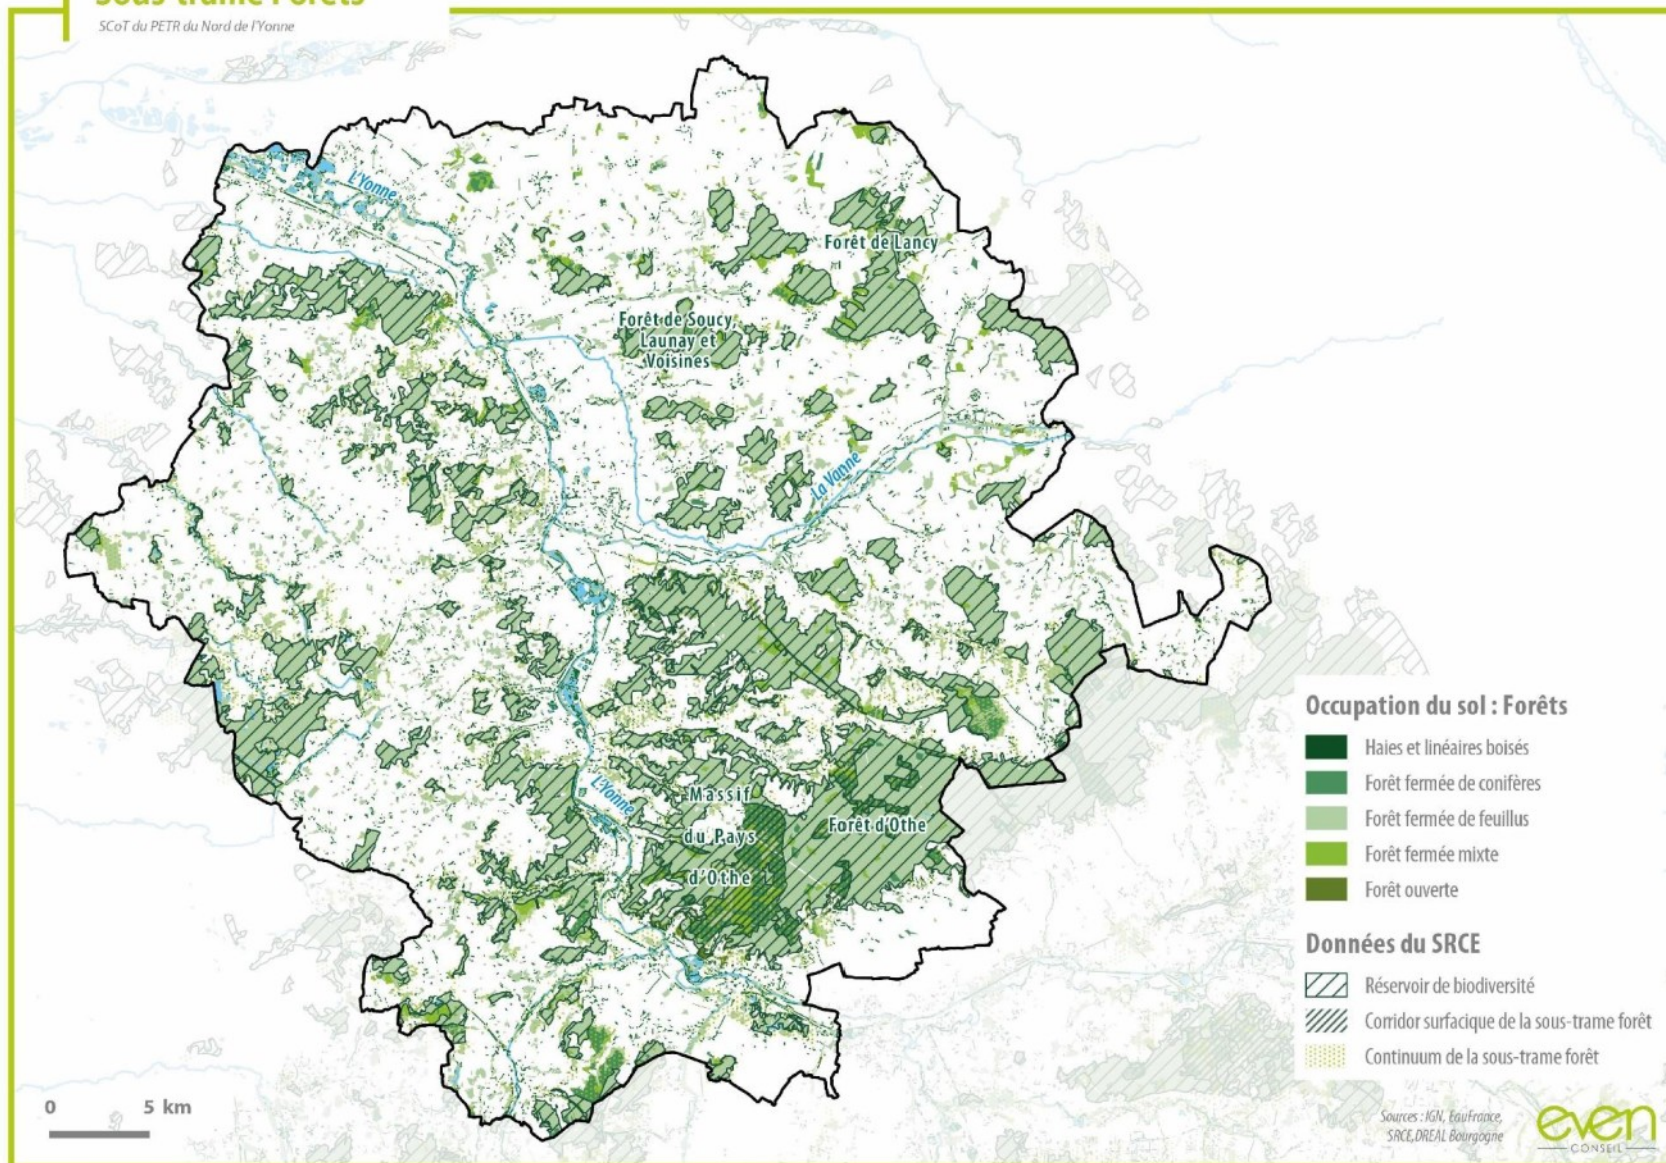 Sous-trame Forêts
SCoT du PETR du Nord de l'Yonne
L'Yonne
Forêt de Lancy
Forêt de Soucy,
Launay et
Voisines
La Vanne
L'Yonne
Massif
du Pays
d'Othe
Forêt d'Othe
Occupation du sol : Forêts
Haies et linéaires boisés
Forêt fermée de conifères
Forêt fermée de feuillus
Forêt fermée mixte
Forêt ouverte
Données du SRCE
Réservoir de biodiversité
Corridor surfacique de la sous-trame forêt
Continuum de la sous-trame forêt
0 5 km
Sources : IGN, EauFrance,
SRCE,DREAL Bourgogne
even
CONSEIL